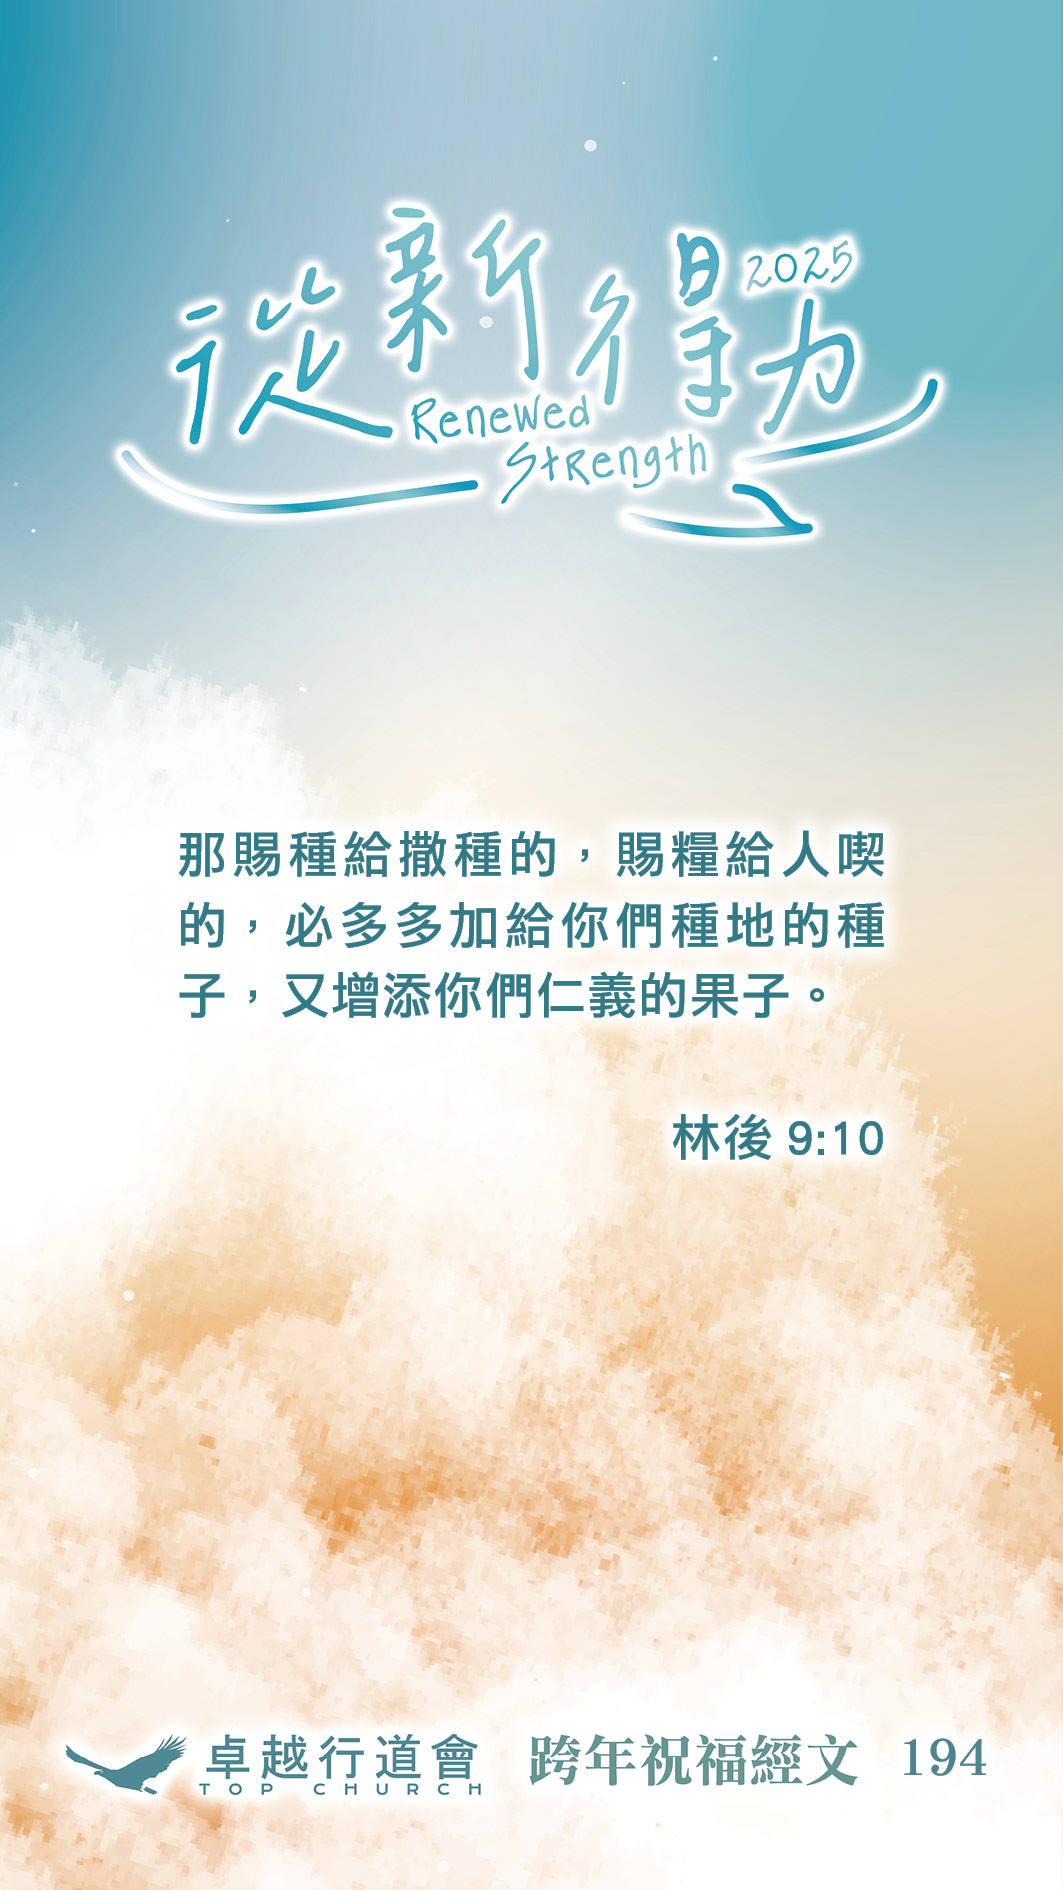 從新得力 2025
Renewed
Strength
那賜種給撒種的，賜糧給人喫
的，必多多加給你們種地的種
子，又增添你們仁義的果子。
林後 9:10
卓越行道會
TOP CHURCH
跨年祝福經文 194